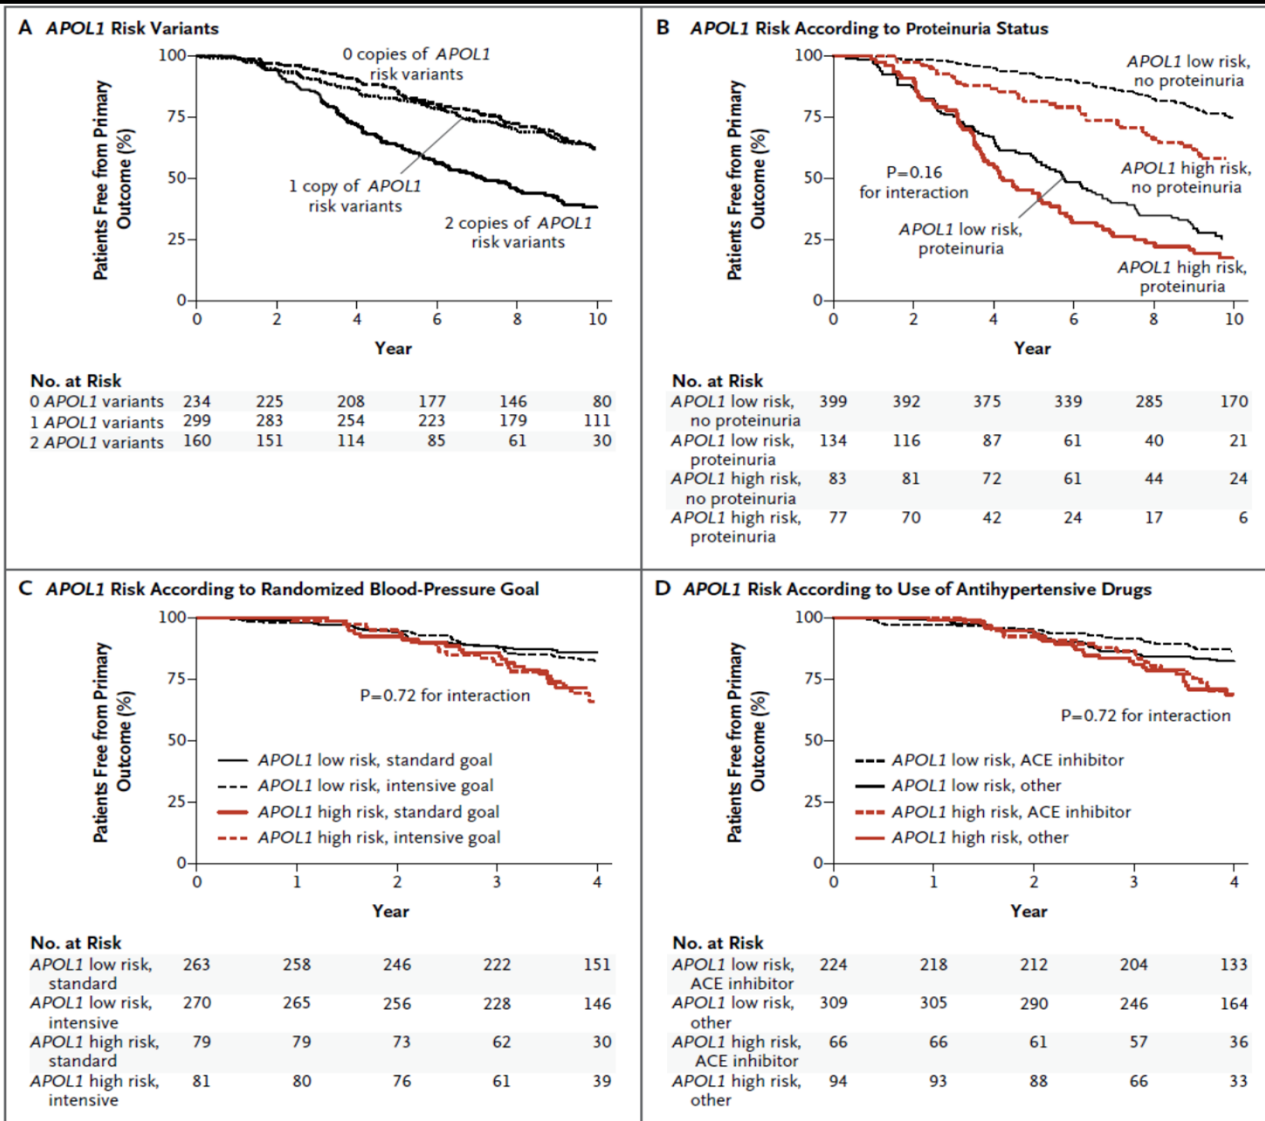 A APOL1 Risk Variants
Patients Free from Primary
Outcome (%)
100
75
50
25
0
0 copies of APOL1
risk variants
1 copy of APOL1
risk variants
2 copies of APOL1
risk variants
0 2 4 6 8 10
Year
No. at Risk
0 APOL1 variants 234 225 208 177 146 80
1 APOL1 variants 299 283 254 223 179 111
2 APOL1 variants 160 151 114 85 61 30
B APOL1 Risk According to Proteinuria Status
Patients Free from Primary
Outcome (%)
100
75
50
25
0
APOL1 low risk,
no proteinuria
APOL1 high risk,
no proteinuria
P=0.16
for interaction
APOL1 low risk,
proteinuria
APOL1 high risk,
proteinuria
0 2 4 6 8 10
Year
No. at Risk
APOL1 low risk, 399 392 375 339 285 170
no proteinuria
APOL1 low risk, 134 116 87 61 40 21
proteinuria
APOL1 high risk, 83 81 72 61 44 24
no proteinuria
APOL1 high risk, 77 70 42 24 17 6
proteinuria
C APOL1 Risk According to Randomized Blood-Pressure Goal
Patients Free from Primary
Outcome (%)
100
75
50
25
0
P=0.72 for interaction
APOL1 low risk, standard goal
APOL1 low risk, intensive goal
APOL1 high risk, standard goal
APOL1 high risk, intensive goal
0 1 2 3 4
Year
No. at Risk
APOL1 low risk, 263 258 246 222 151
standard
APOL1 low risk, 270 265 256 228 146
intensive
APOL1 high risk, 79 79 73 62 30
standard
APOL1 high risk, 81 80 76 61 39
intensive
D APOL1 Risk According to Use of Antihypertensive Drugs
Patients Free from Primary
Outcome (%)
100
75
50
25
0
P=0.72 for interaction
APOL1 low risk, ACE inhibitor
APOL1 low risk, other
APOL1 high risk, ACE inhibitor
APOL1 high risk, other
0 1 2 3 4
Year
No. at Risk
APOL1 low risk, 224 218 212 204 133
ACE inhibitor
APOL1 low risk, 309 305 290 246 164
other
APOL1 high risk, 66 66 61 57 36
ACE inhibitor
APOL1 high risk, 94 93 88 66 33
other